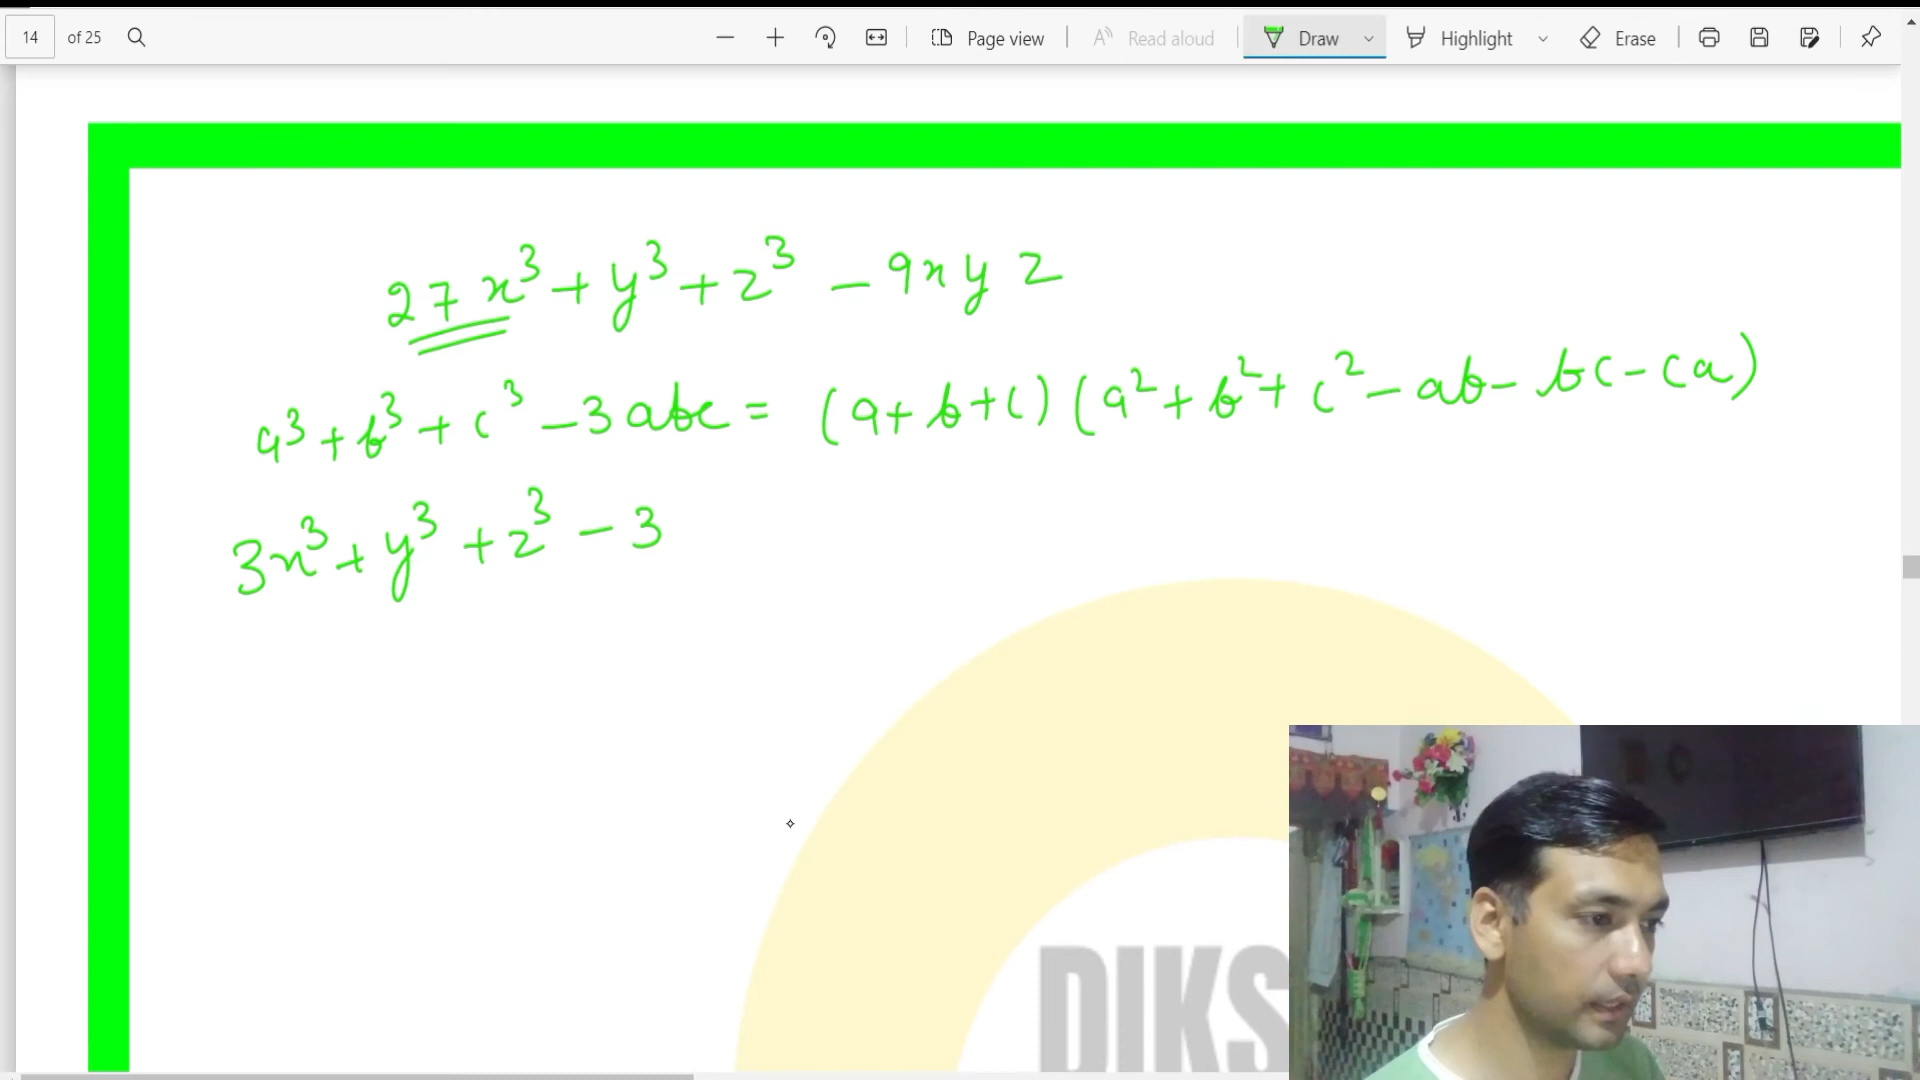 14 of 25 Page view Read aloud Draw Highlight Erase
27x³ + y³ + z³ - 9xyz
a³ + b³ + c³ - 3abc = (a + b + c) (a² + b² + c² - ab - bc - ca)
3x³ + y³ + z³ - 3
DIKS